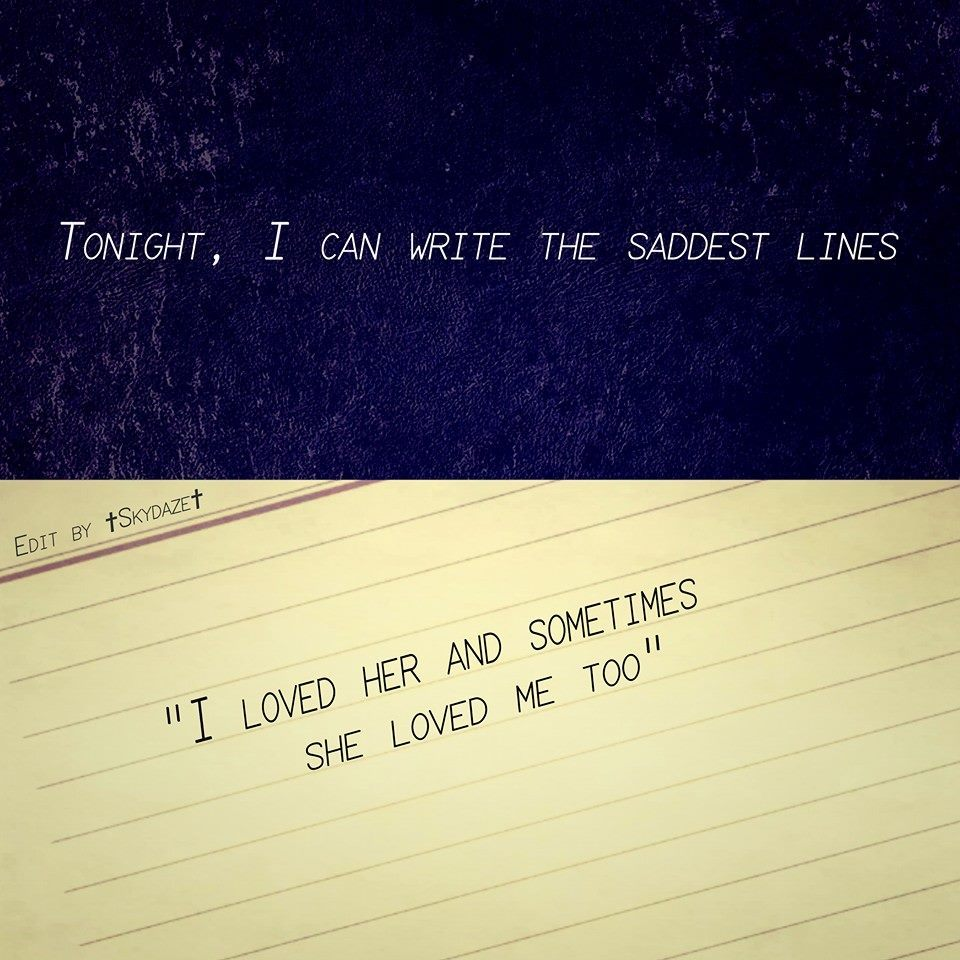 Tonight, I can write the saddest lines
Edit by ✝Skydaze✝
"I loved her and sometimes
she loved me too"